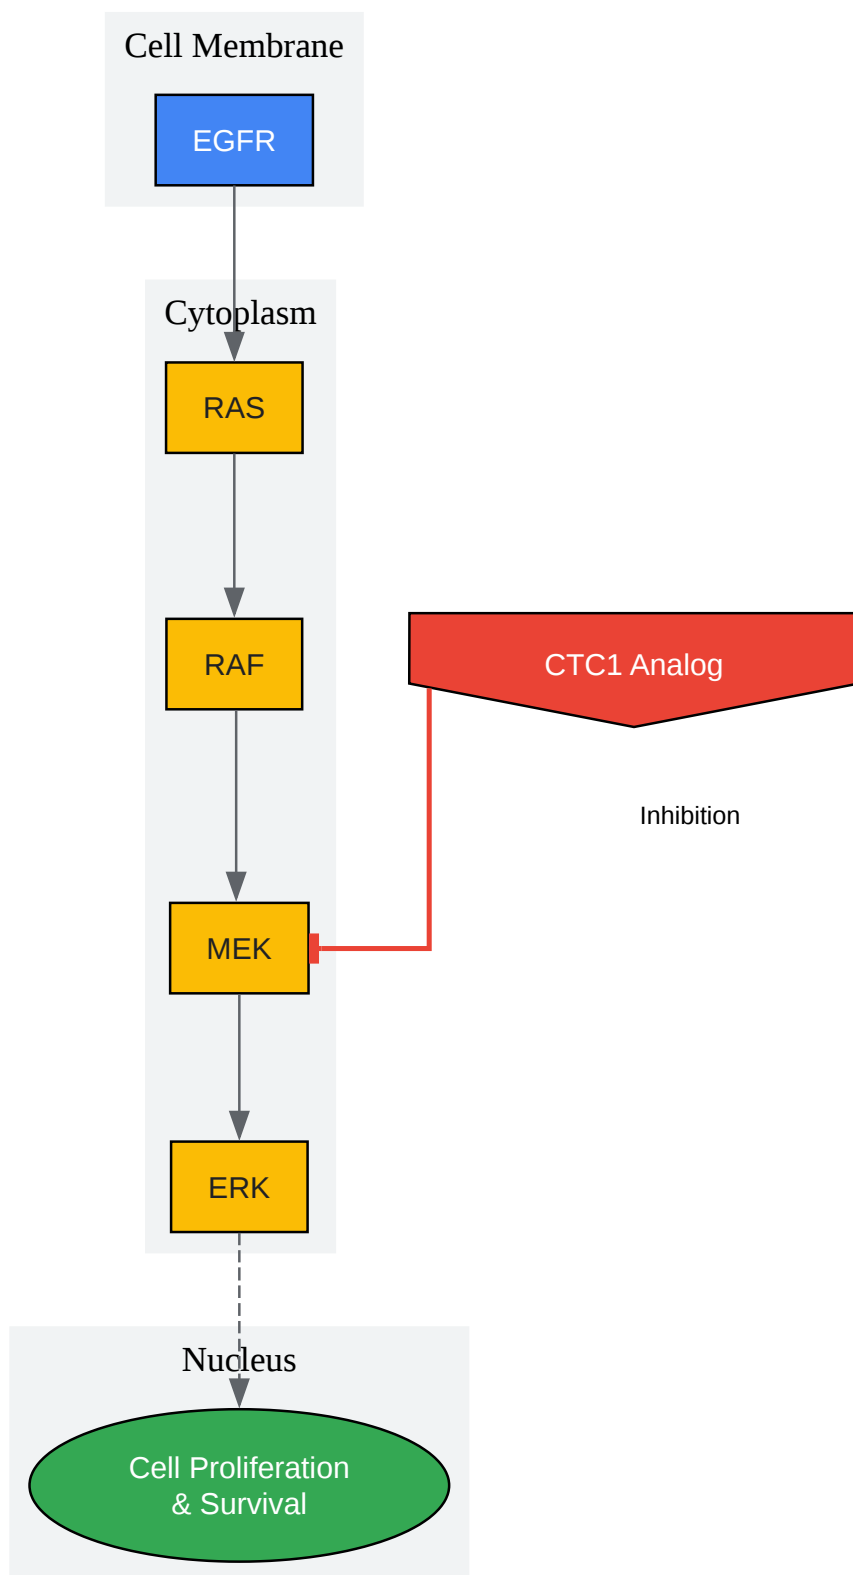 Cell Membrane
EGFR
Cytoplasm
RAS
RAF
CTC1 Analog
Inhibition
MEK
ERK
Nucleus
Cell Proliferation
& Survival